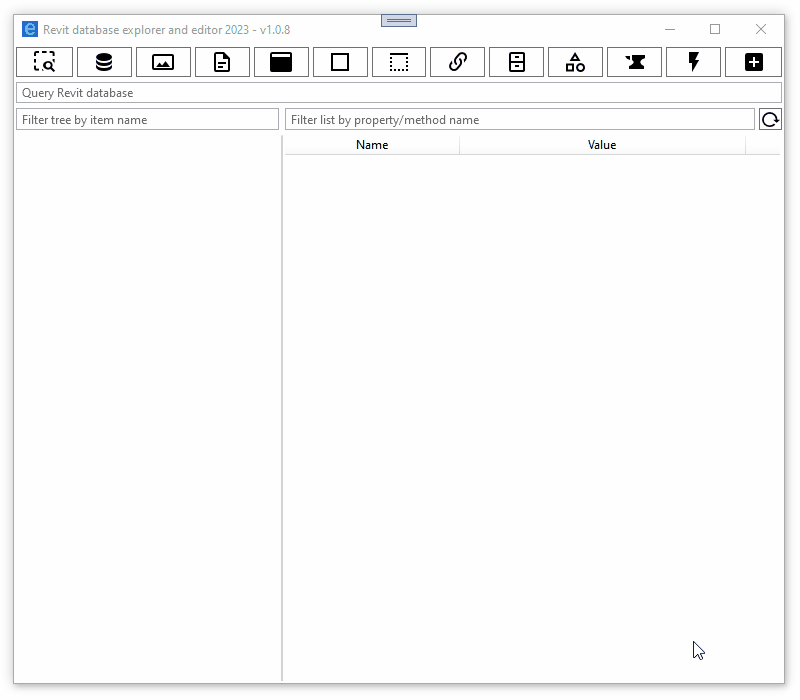 Revit database explorer and editor 2023 - v1.0.8
Query Revit database
Filter tree by item name
Filter list by property/method name
Name
Value